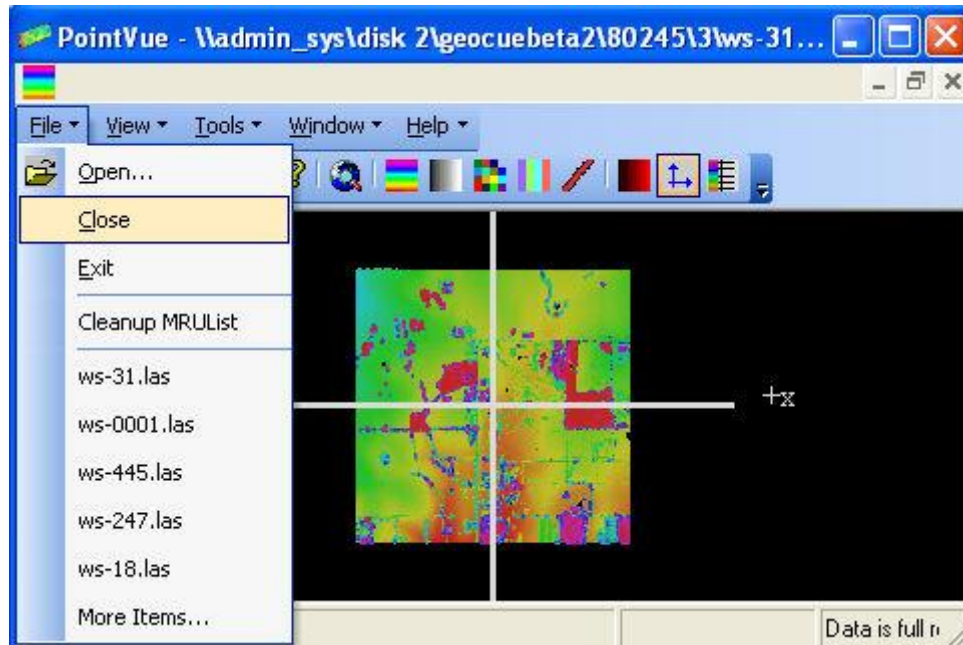 PointVue - \\admin_sys\disk 2\geocuebeta2\80245\3\ws-31...
File View Tools Window Help
Open...
Close
Exit
Cleanup MRUList
ws-31.las
+x
ws-0001.las
ws-445.las
ws-247.las
ws-18.las
More Items...
Data is full